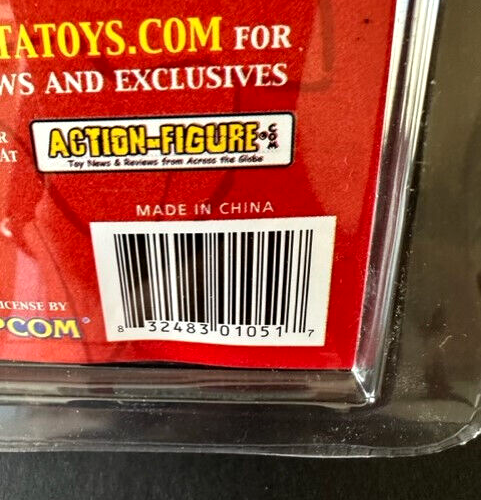 TATOYS.COM FOR
WS AND EXCLUSIVES
R
AT
ACTION-FIGURE.COM
Toy News & Reviews from Across the Globe
MADE IN CHINA
ICENSE BY
PCOM®
8 32483 01051 7